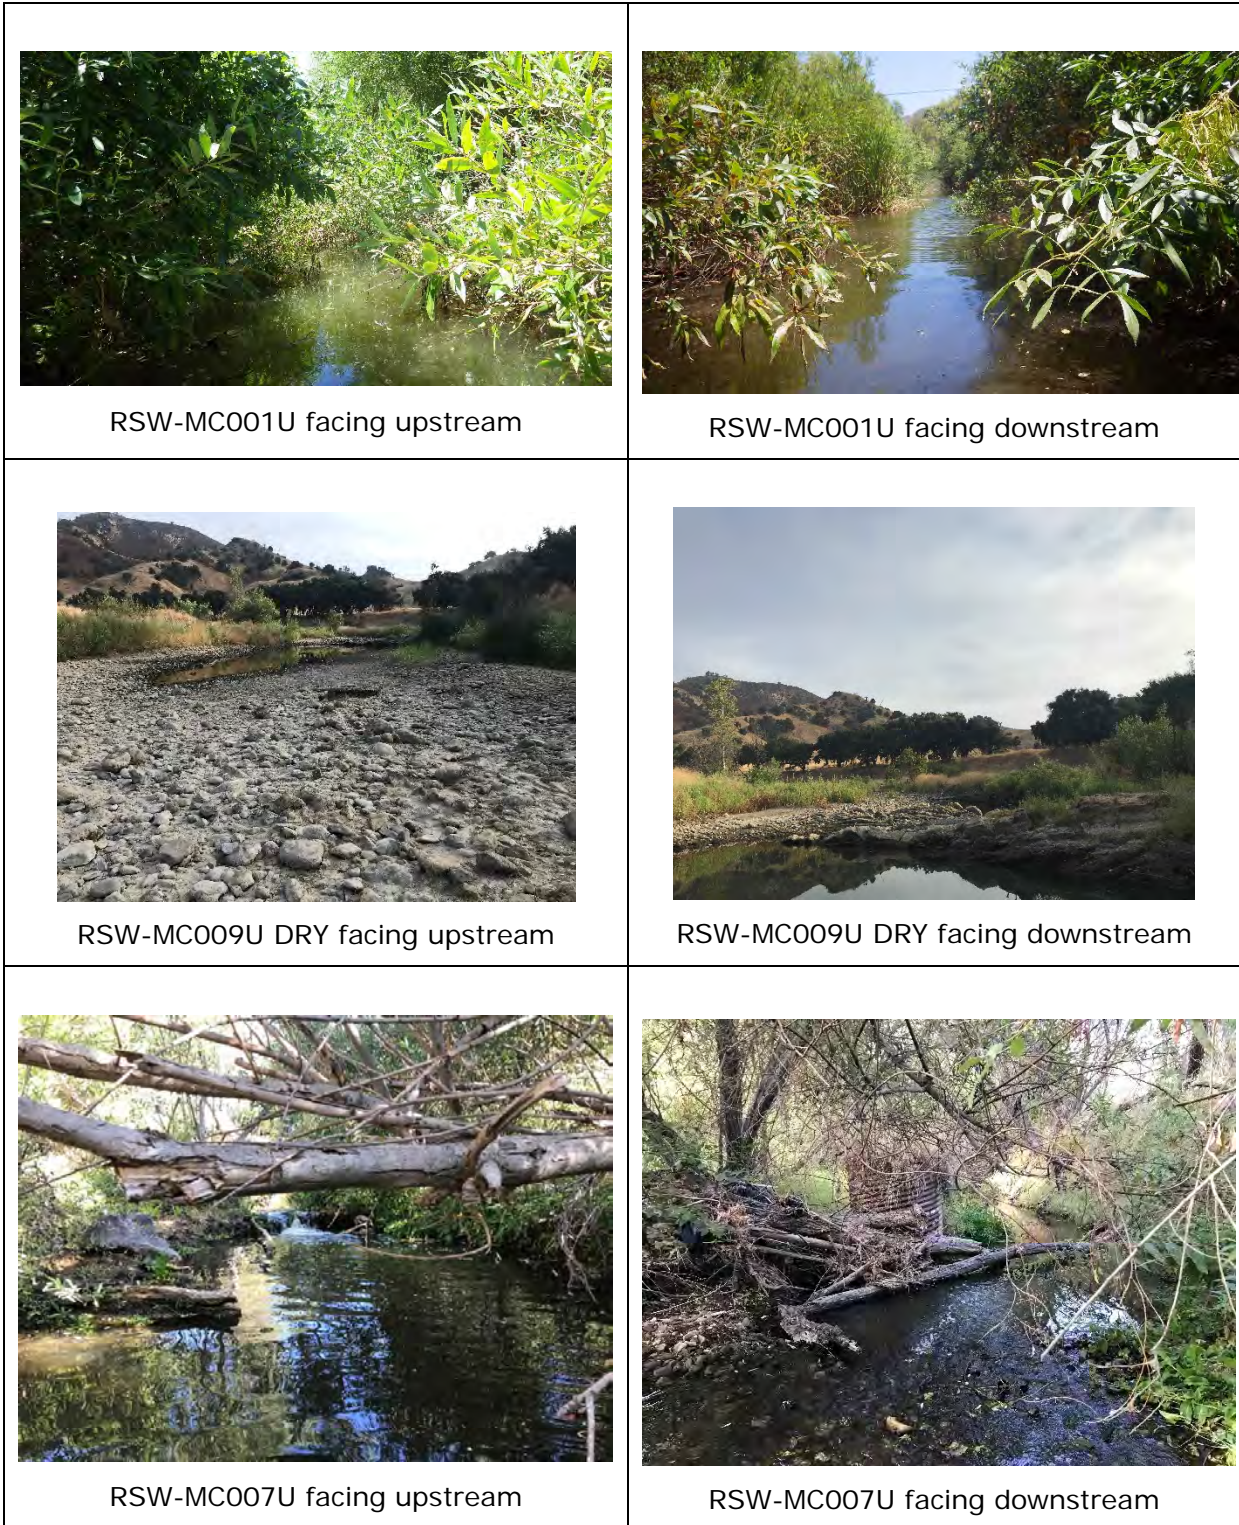 RSW-MC001U facing upstream
RSW-MC001U facing downstream
RSW-MC009U DRY facing upstream
RSW-MC009U DRY facing downstream
RSW-MC007U facing upstream
RSW-MC007U facing downstream